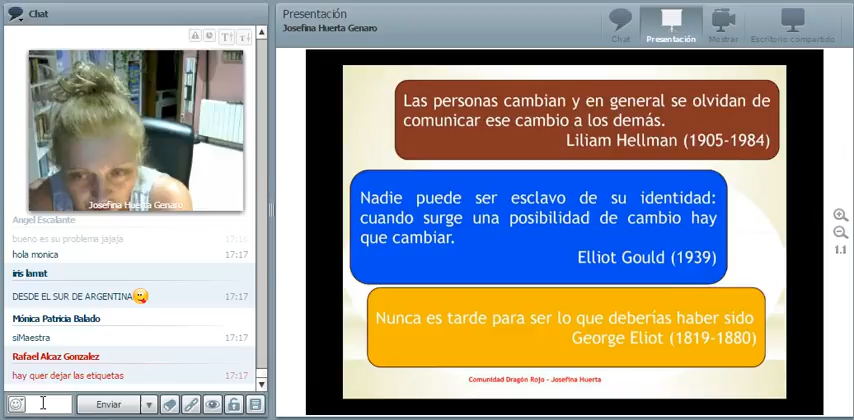 Chat
Josefina Huerta Genaro
Angel Escalante
bueno es su problema jajaja 17:16
hola monica 17:17
iris lamat
DESDE EL SUR DE ARGENTINA 17:17
Mónica Patricia Balado
siMaestra 17:17
Rafael Alcaz Gonzalez
hay quer dejar las etiquetas 17:17
Enviar
Presentación
Josefina Huerta Genaro
Chat
Presentación
Mostrar
Escritorio compartido
Las personas cambian y en general se olvidan de
comunicar ese cambio a los demás.
Liliam Hellman (1905-1984)
Nadie puede ser esclavo de su identidad:
cuando surge una posibilidad de cambio hay
que cambiar.
Elliot Gould (1939)
Nunca es tarde para ser lo que deberías haber sido
George Eliot (1819-1880)
Comunidad Dragón Rojo - Josefina Huerta
1.1